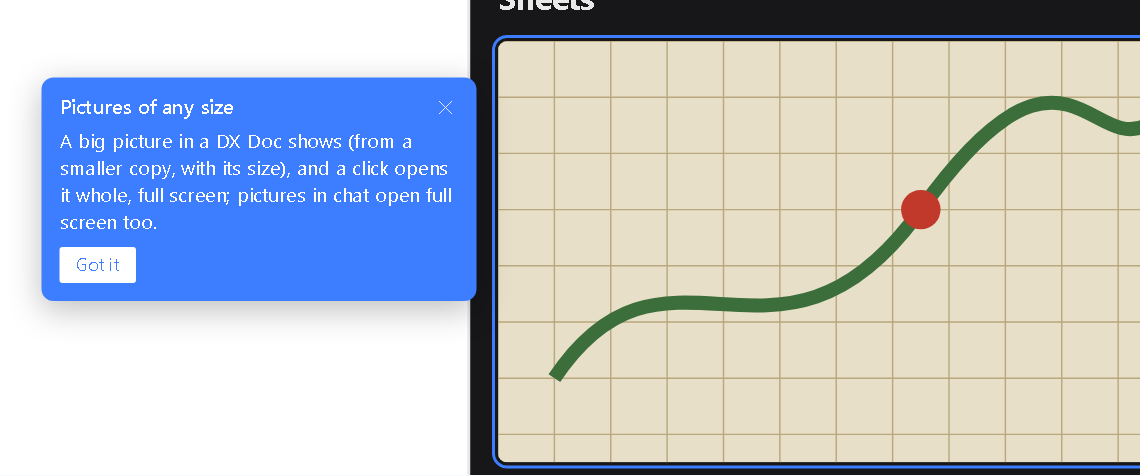 Sheets
Pictures of any size
A big picture in a DX Doc shows (from a
smaller copy, with its size), and a click opens
it whole, full screen; pictures in chat open full
screen too.
Got it